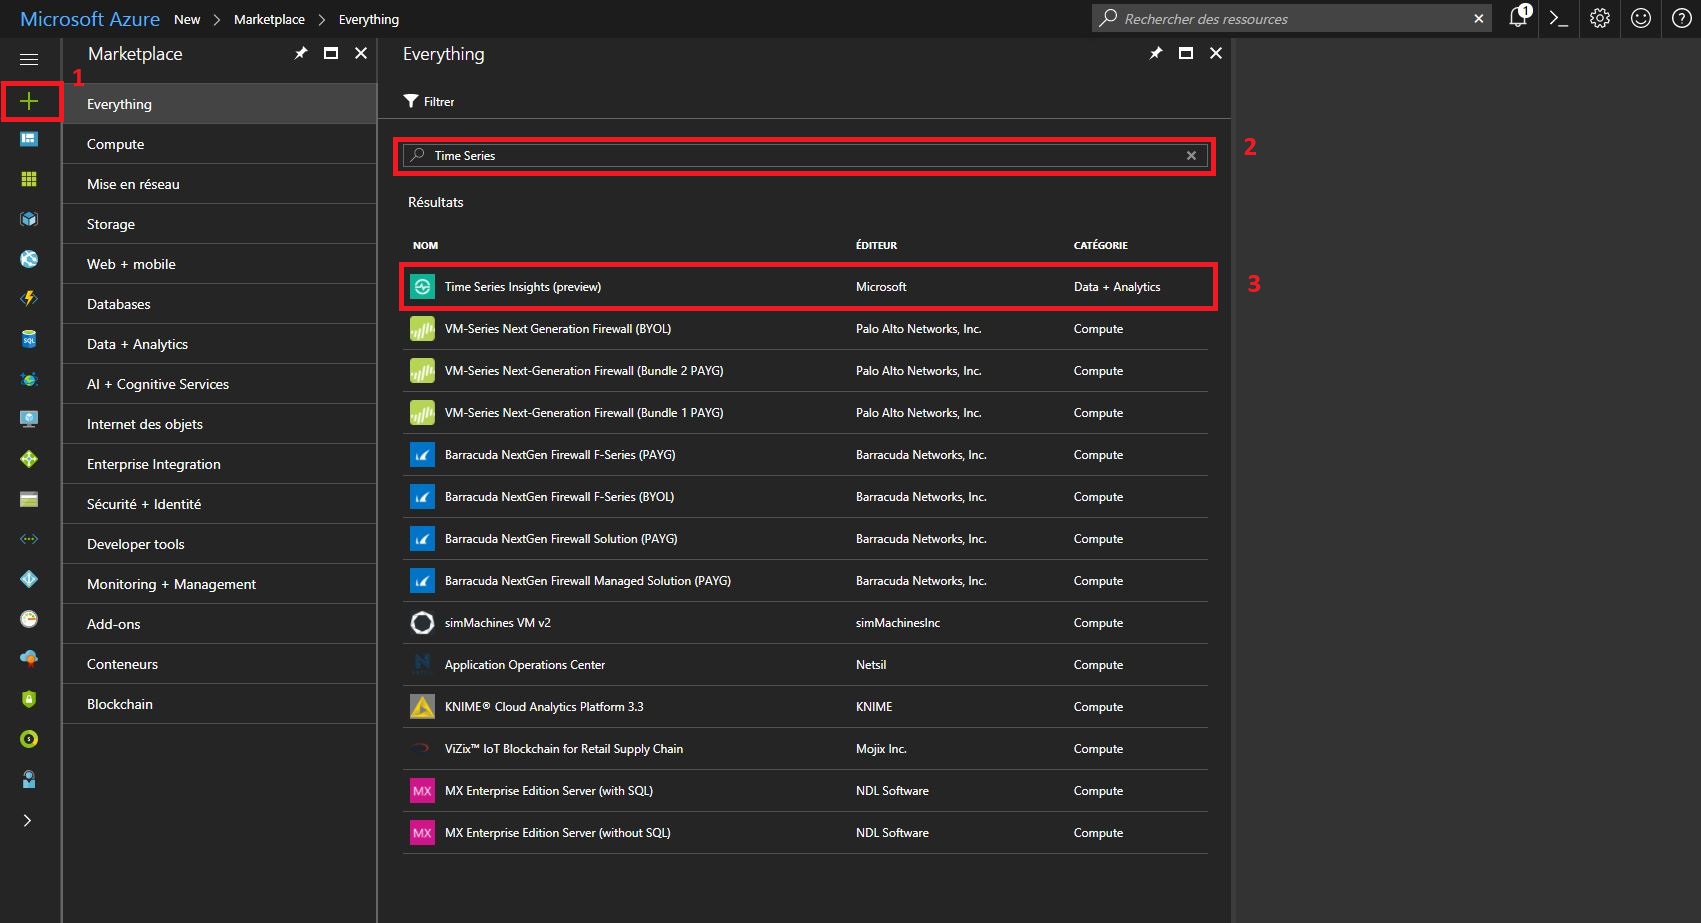 Microsoft Azure New > Marketplace > Everything
Rechercher des ressources
1
Marketplace
1
Everything
Compute
Mise en réseau
Storage
Web + mobile
Databases
Data + Analytics
AI + Cognitive Services
Internet des objets
Enterprise Integration
Sécurité + Identité
Developer tools
Monitoring + Management
Add-ons
Conteneurs
Blockchain
Everything
Filtrer
Time Series
2
Résultats
NOM ÉDITEUR CATÉGORIE
Time Series Insights (preview) Microsoft Data + Analytics
3
VM-Series Next Generation Firewall (BYOL) Palo Alto Networks, Inc. Compute
VM-Series Next-Generation Firewall (Bundle 2 PAYG) Palo Alto Networks, Inc. Compute
VM-Series Next-Generation Firewall (Bundle 1 PAYG) Palo Alto Networks, Inc. Compute
Barracuda NextGen Firewall F-Series (PAYG) Barracuda Networks, Inc. Compute
Barracuda NextGen Firewall F-Series (BYOL) Barracuda Networks, Inc. Compute
Barracuda NextGen Firewall Solution (PAYG) Barracuda Networks, Inc. Compute
Barracuda NextGen Firewall Managed Solution (PAYG) Barracuda Networks, Inc. Compute
simMachines VM v2 simMachinesInc Compute
Application Operations Center Netsil Compute
KNIME® Cloud Analytics Platform 3.3 KNIME Compute
ViZix™ IoT Blockchain for Retail Supply Chain Mojix Inc. Compute
MX MX Enterprise Edition Server (with SQL) NDL Software Compute
MX MX Enterprise Edition Server (without SQL) NDL Software Compute
SQL